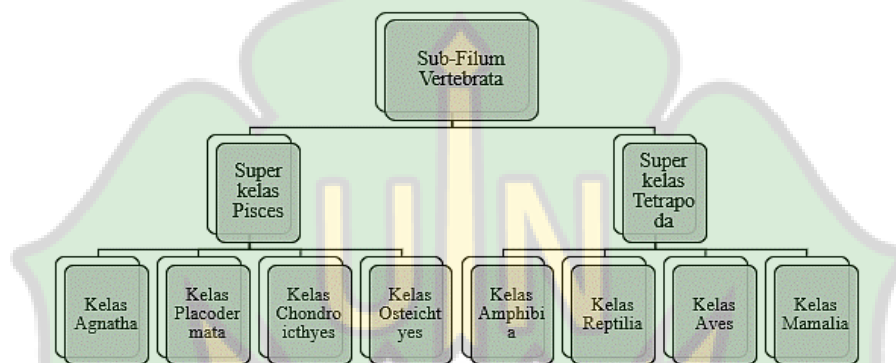 Sub-Filum
Vertebrata
Super
kelas
Pisces
Super
kelas
Tetrapo
da
Kelas
Agnatha
Kelas
Placoder
mata
Kelas
Chondro
icthyes
Kelas
Osteicht
yes
Kelas
Amphibi
a
Kelas
Reptilia
Kelas
Aves
Kelas
Mamalia
UIN